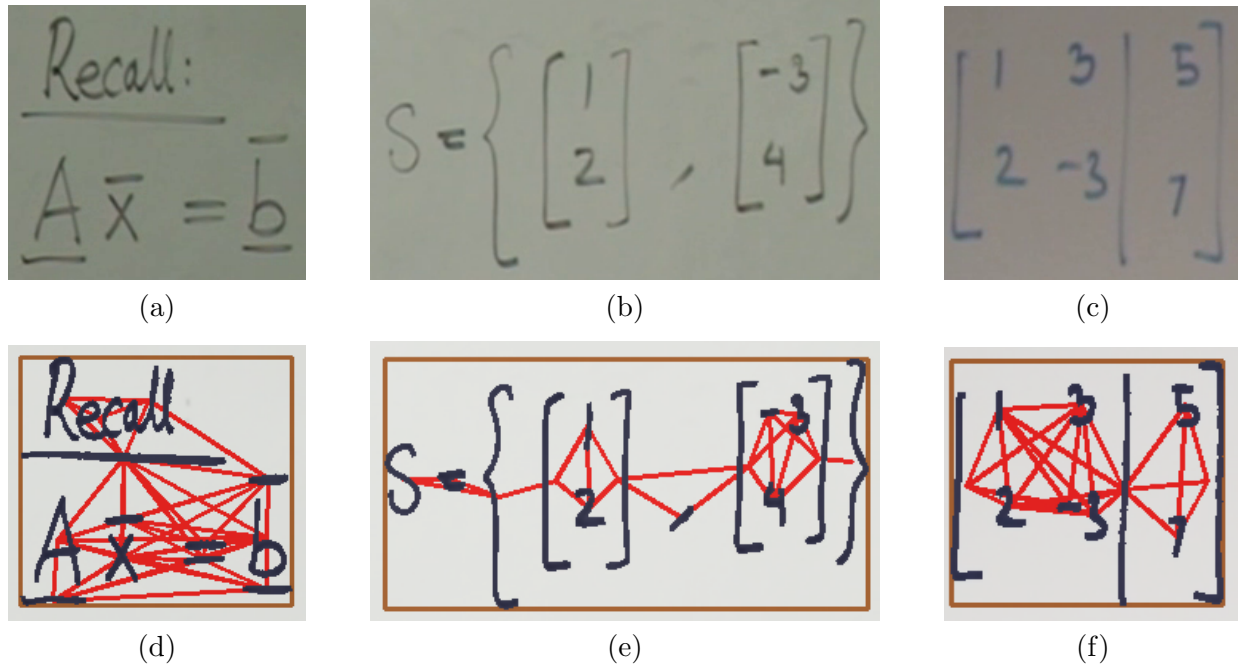 Recall:
A x̅ = b̅
S = { [ 1 , [ -3
2 ] 4 ] }
[ 1 3 | 5
2 -3 | 7 ]
(a) (b) (c)
Recall
A x̅ = b̅
S = { [ 1 [ -3
2 ] , 4 ] }
[ 1 3 | 5
2 -3 | 7 ]
(d) (e) (f)